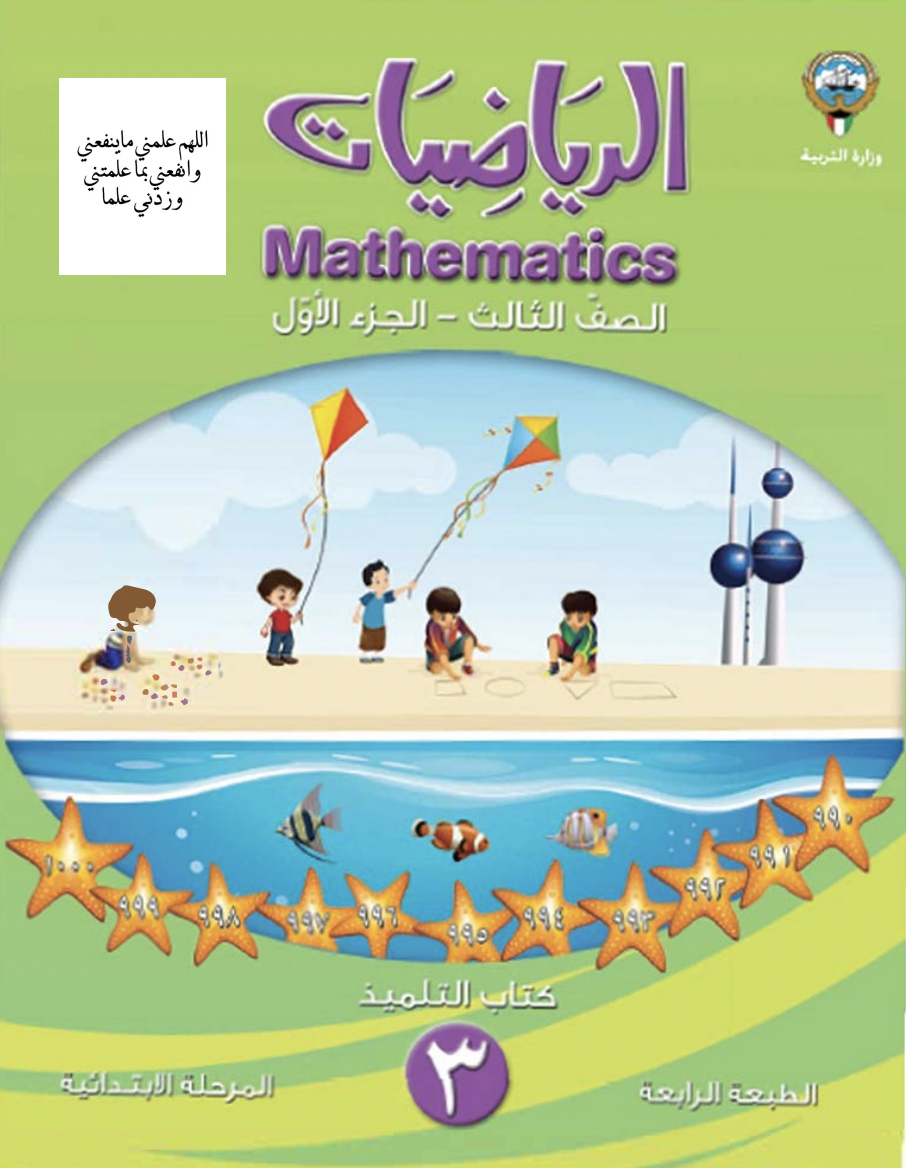 الرياضيات
وزارة التربية
اللهم علمني ماينفعني
وانفعني بما علمتني
وزدني علما
Mathematics
الصفّ الثالث – الجزء الأوّل
٩٩٠
٩٩١
٩٩٢
٩٩٣
٩٩٤
٩٩٥
٩٩٦
٩٩٧
٩٩٨
٩٩٩
١٠٠٠
كتاب التلميذ
٣
الطبعة الرابعة
المرحلة الابتدائية